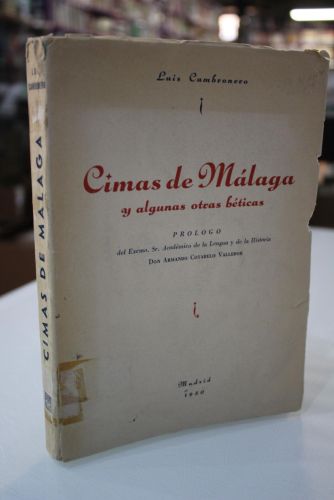 Luis Cambronero
Cimas de Málaga
y algunas otras béticas
PROLOGO
del Excmo. Sr. Académico de la Lengua y de la Historia
DON ARMANDO COTARELO VALLEDOR
Madrid
1950
CIMAS DE MALAGA